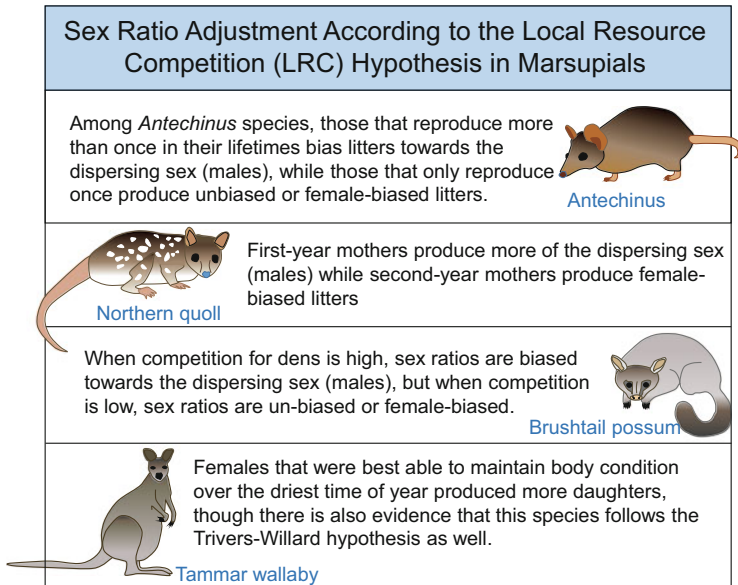 Sex Ratio Adjustment According to the Local Resource
Competition (LRC) Hypothesis in Marsupials
Among Antechinus species, those that reproduce more
than once in their lifetimes bias litters towards the
dispersing sex (males), while those that only reproduce
once produce unbiased or female-biased litters.
Antechinus
First-year mothers produce more of the dispersing sex
(males) while second-year mothers produce female-
biased litters
Northern quoll
When competition for dens is high, sex ratios are biased
towards the dispersing sex (males), but when competition
is low, sex ratios are un-biased or female-biased.
Brushtail possum
Females that were best able to maintain body condition
over the driest time of year produced more daughters,
though there is also evidence that this species follows the
Trivers-Willard hypothesis as well.
Tammar wallaby